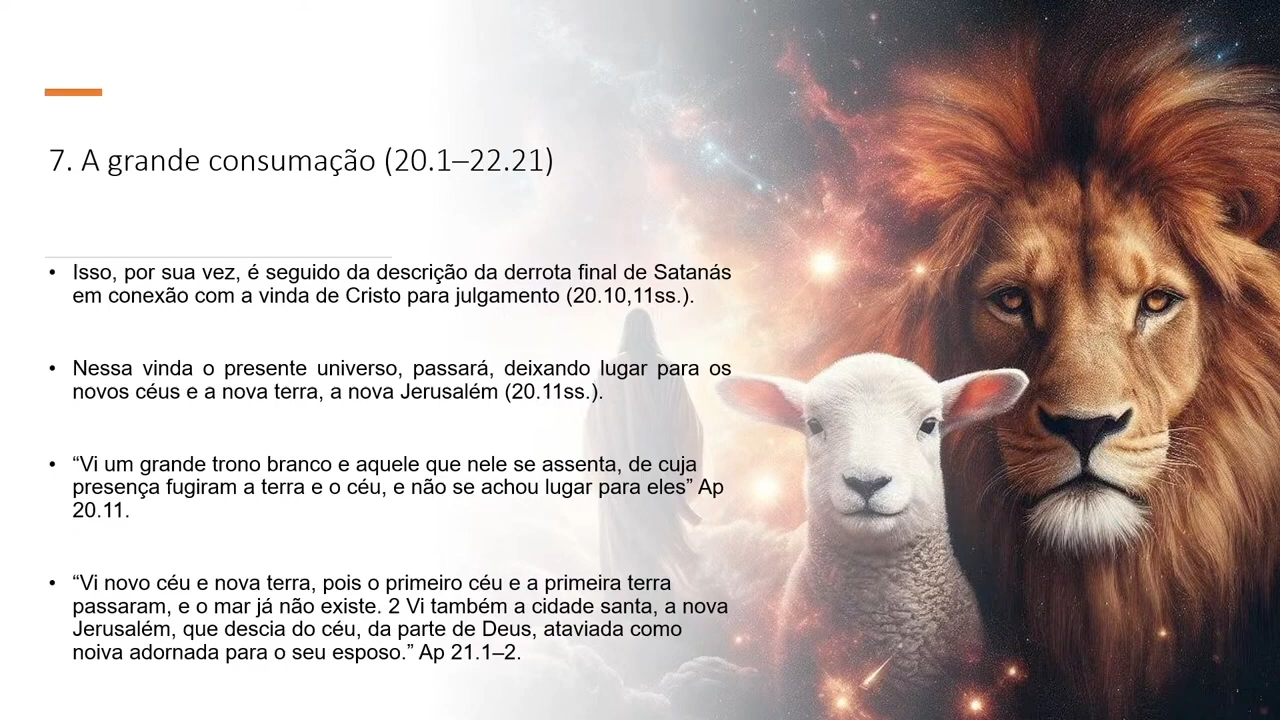 7. A grande consumação (20.1–22.21)
• Isso, por sua vez, é seguido da descrição da derrota final de Satanás
em conexão com a vinda de Cristo para julgamento (20.10,11ss.).
• Nessa vinda o presente universo, passará, deixando lugar para os
novos céus e a nova terra, a nova Jerusalém (20.11ss.).
• “Vi um grande trono branco e aquele que nele se assenta, de cuja
presença fugiram a terra e o céu, e não se achou lugar para eles” Ap
20.11.
• “Vi novo céu e nova terra, pois o primeiro céu e a primeira terra
passaram, e o mar já não existe. 2 Vi também a cidade santa, a nova
Jerusalém, que descia do céu, da parte de Deus, ataviada como
noiva adornada para o seu esposo.” Ap 21.1–2.